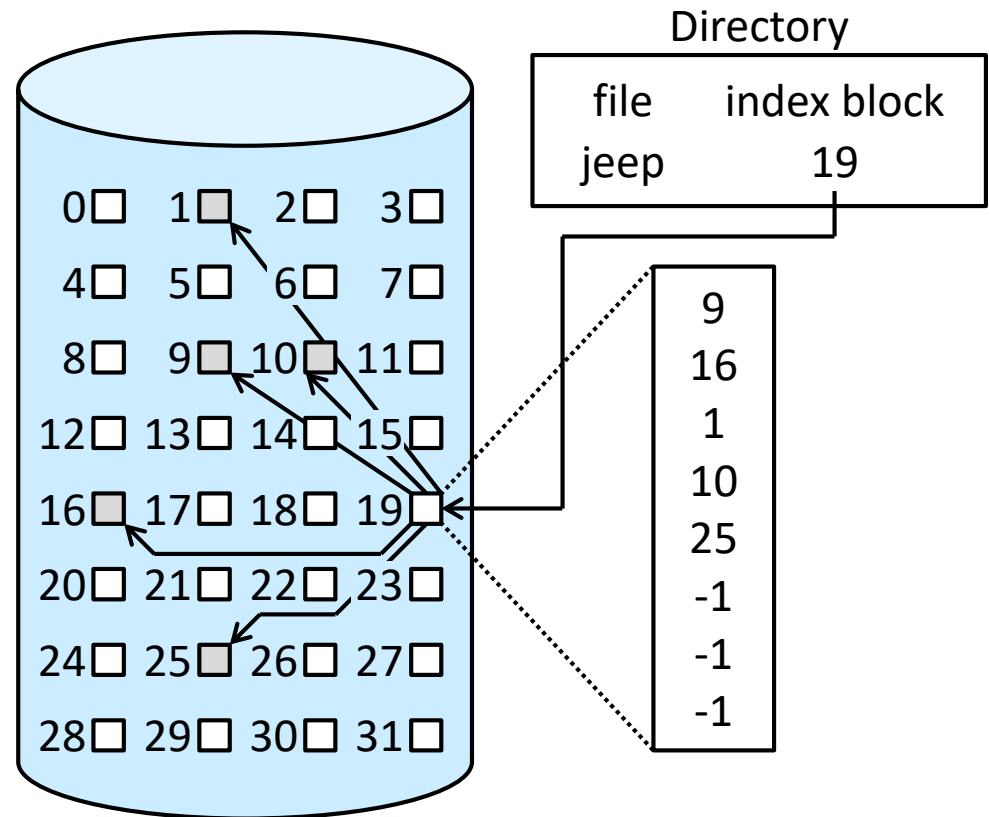 Directory
file index block
jeep 19
0 1 2 3
4 5 6 7
8 9 10 11
12 13 14 15
16 17 18 19
20 21 22 23
24 25 26 27
28 29 30 31
9
16
1
10
25
-1
-1
-1